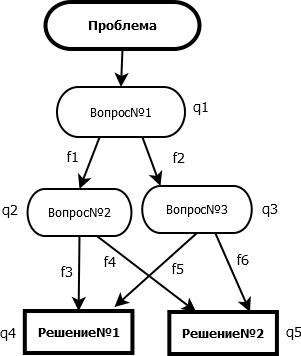 Проблема
Вопрос№1
q1
f1
f2
q2
Вопрос№2
Вопрос№3
q3
f3
f4
f5
f6
q4
Решение№1
Решение№2
q5